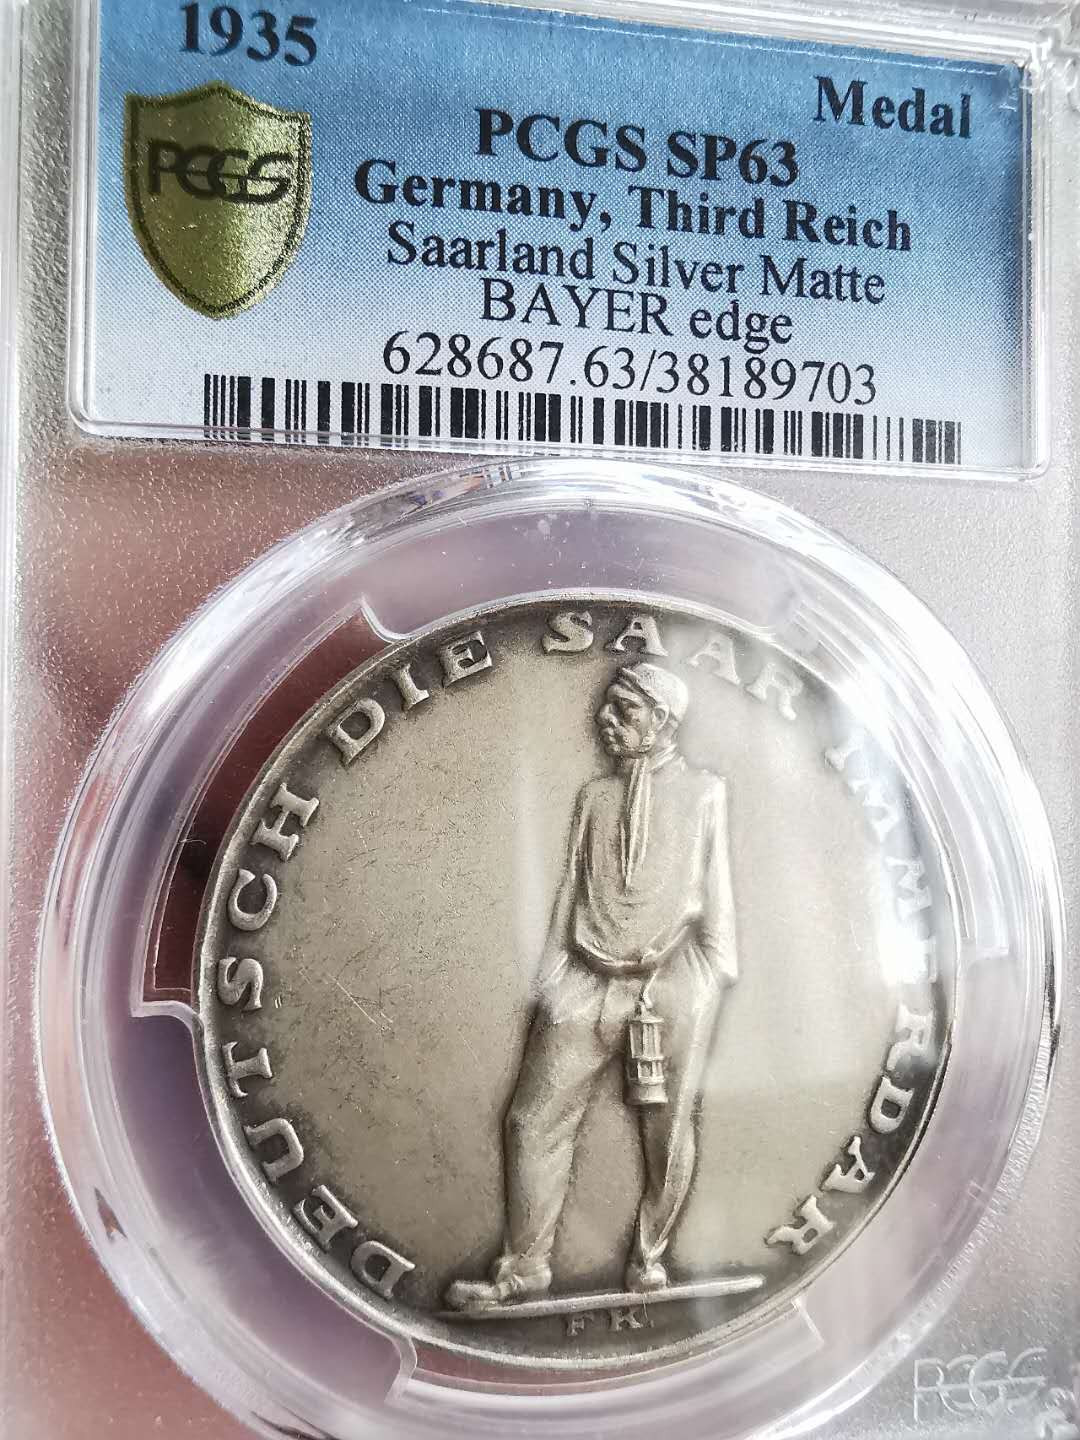 1935
Medal
PCGS
PCGS SP63
Germany, Third Reich
Saarland Silver Matte
BAYER edge
628687.63/38189703
DEUTSCH DIE SAAR IMMERDAR
F K.
PCGS